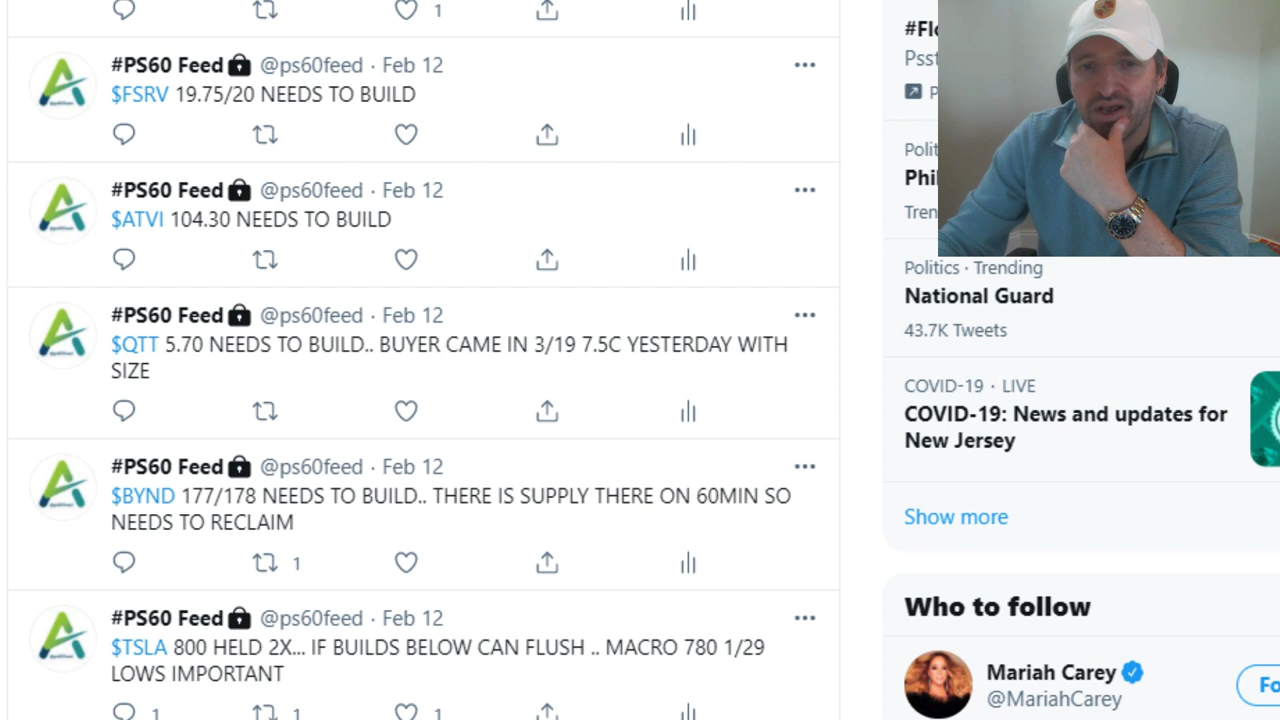 1
#PS60 Feed @ps60feed · Feb 12
$FSRV 19.75/20 NEEDS TO BUILD
#PS60 Feed @ps60feed · Feb 12
$ATVI 104.30 NEEDS TO BUILD
#PS60 Feed @ps60feed · Feb 12
$QTT 5.70 NEEDS TO BUILD.. BUYER CAME IN 3/19 7.5C YESTERDAY WITH
SIZE
#PS60 Feed @ps60feed · Feb 12
$BYND 177/178 NEEDS TO BUILD.. THERE IS SUPPLY THERE ON 60MIN SO
NEEDS TO RECLAIM
1
#PS60 Feed @ps60feed · Feb 12
$TSLA 800 HELD 2X... IF BUILDS BELOW CAN FLUSH .. MACRO 780 1/29
LOWS IMPORTANT
1 1 1
Psst
Politics · Trending
National Guard
43.7K Tweets
COVID-19 · LIVE
COVID-19: News and updates for
New Jersey
Show more
Who to follow
Mariah Carey
@MariahCarey
Fo